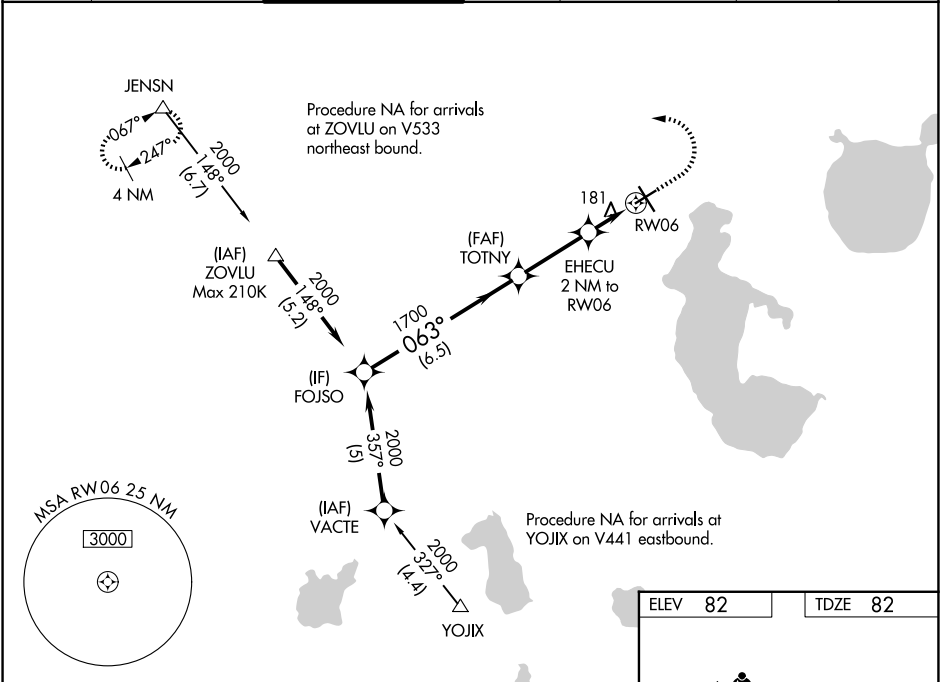 JENSN
067°
247°
4 NM
2000
148°
(6.7)
Procedure NA for arrivals
at ZOVLU on V533
northeast bound.
181
RW06
(IAF)
ZOVLU
Max 210K
2000
148°
(5.2)
(FAF)
TOTNY
EHECU
2 NM to
RW06
1700
063°
(6.5)
(IF)
FOJSO
2000
357°
(5)
(IAF)
VACTE
MSA RW06 25 NM
3000
Procedure NA for arrivals at
YOJIX on V441 eastbound.
2000
327°
(4.4)
YOJIX
ELEV 82
TDZE 82